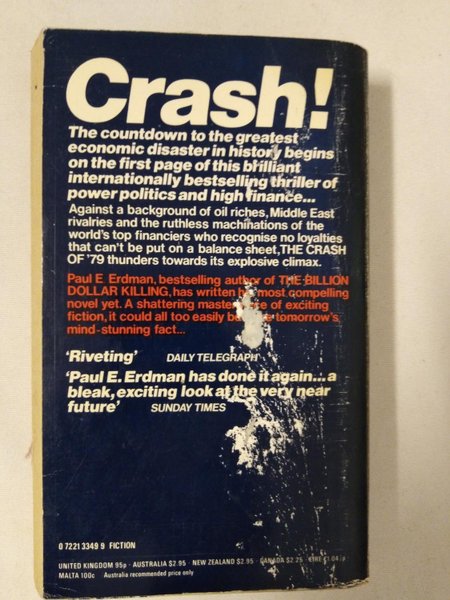 Crash!
The countdown to the greatest
economic disaster in history begins
on the first page of this brilliant
internationally bestselling thriller of
power politics and high finance...
Against a background of oil riches, Middle East
rivalries and the ruthless machinations of the
world's top financiers who recognise no loyalties
that can't be put on a balance sheet, THE CRASH
OF '79 thunders towards its explosive climax.
Paul E. Erdman, bestselling author of THE BILLION
DOLLAR KILLING, has written most compelling
novel yet. A shattering of exciting
fiction, it could all too easily tomorrow's
mind-stunning fact...
'Riveting' DAILY TELEGRAPH
'Paul E. Erdman has done it again... a
bleak, exciting look at the very near
future' SUNDAY TIMES
0 7221 3349 9 FICTION
UNITED KINGDOM 95p · AUSTRALIA $2.95 · NEW ZEALAND $2.95 · CANADA $2.25 ·
MALTA 100c Australia recommended price only